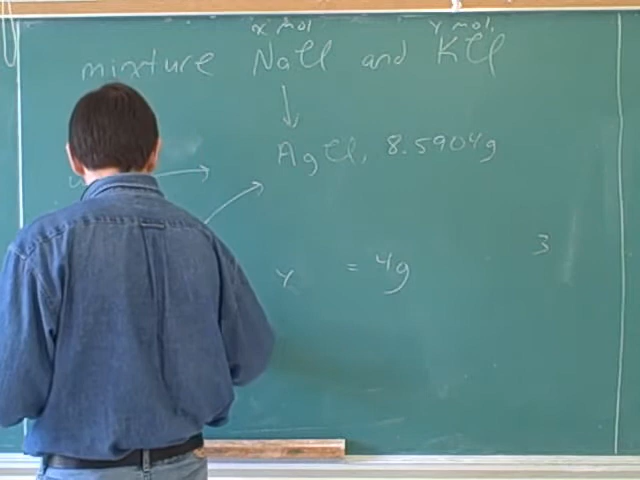 x mol y mol
mixture NaCl and KCl
AgCl, 8.5904g
y = 4g
3